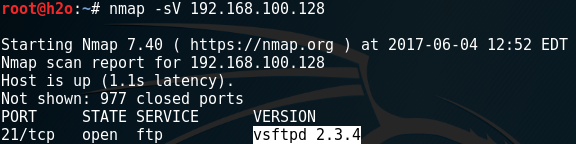 root@h2o:~# nmap -sV 192.168.100.128
Starting Nmap 7.40 ( https://nmap.org ) at 2017-06-04 12:52 EDT
Nmap scan report for 192.168.100.128
Host is up (1.1s latency).
Not shown: 977 closed ports
PORT     STATE SERVICE     VERSION
21/tcp   open  ftp         vsftpd 2.3.4